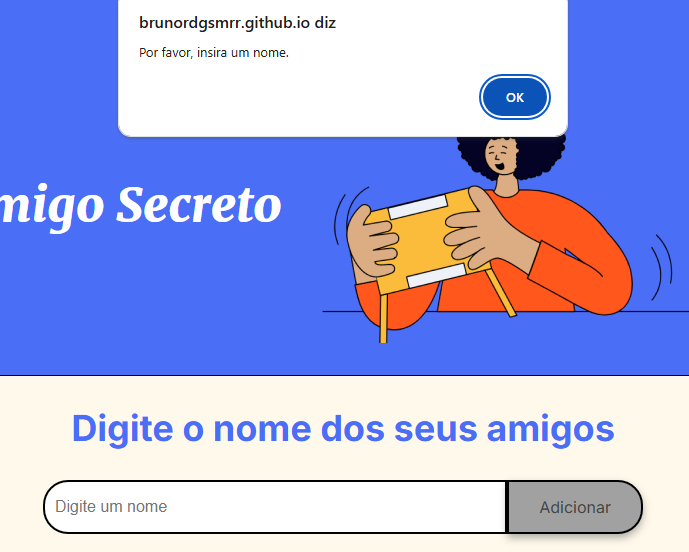 brunordgsmrr.github.io diz
Por favor, insira um nome.
OK
migo Secreto
Digite o nome dos seus amigos
Digite um nome
Adicionar